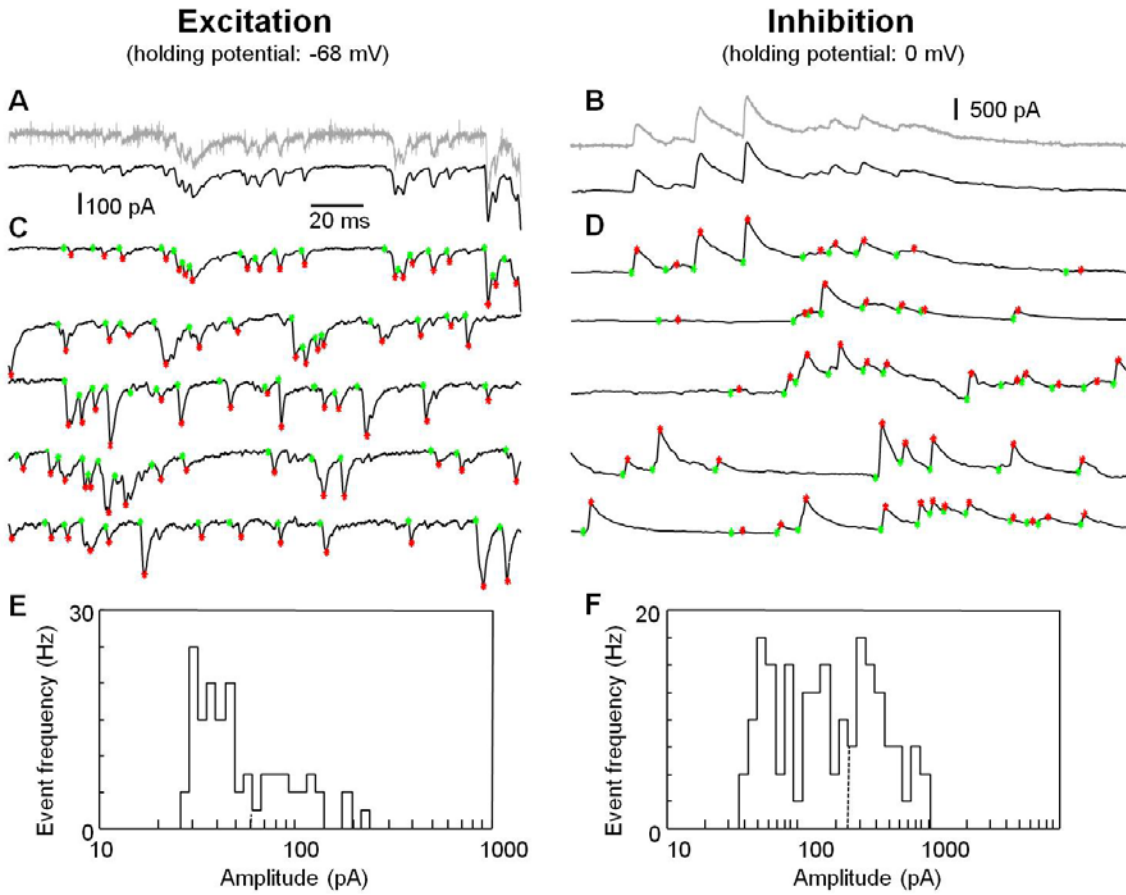 Excitation
(holding potential: -68 mV)
Inhibition
(holding potential: 0 mV)
A
B
500 pA
100 pA
20 ms
C
D
E
30
Event frequency (Hz)
0
10
100
1000
Amplitude (pA)
F
20
Event frequency (Hz)
10
0
10
100
1000
Amplitude (pA)